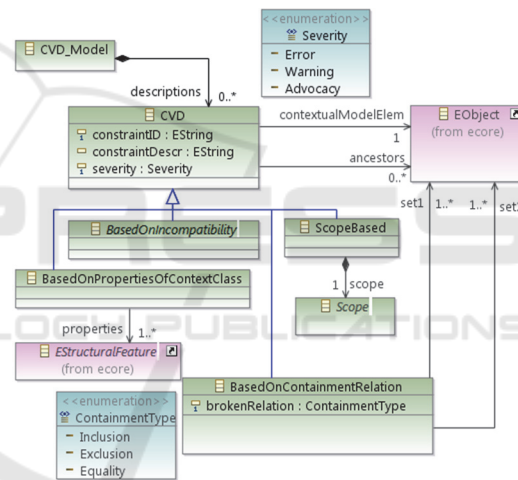 <<enumeration>>
Severity
Error
Warning
Advocacy
CVD_Model
descriptions
0..*
CVD
constraintID : EString
constraintDescr : EString
severity : Severity
contextualModelElem
1
ancestors
0..*
EObject
(from ecore)
set1 1..* 1..*
BasedOnIncompatibility
ScopeBased
BasedOnPropertiesOfContextClass
1 scope
Scope
properties 1..*
EStructuralFeature
(from ecore)
BasedOnContainmentRelation
brokenRelation : ContainmentType
<<enumeration>>
ContainmentType
Inclusion
Exclusion
Equality